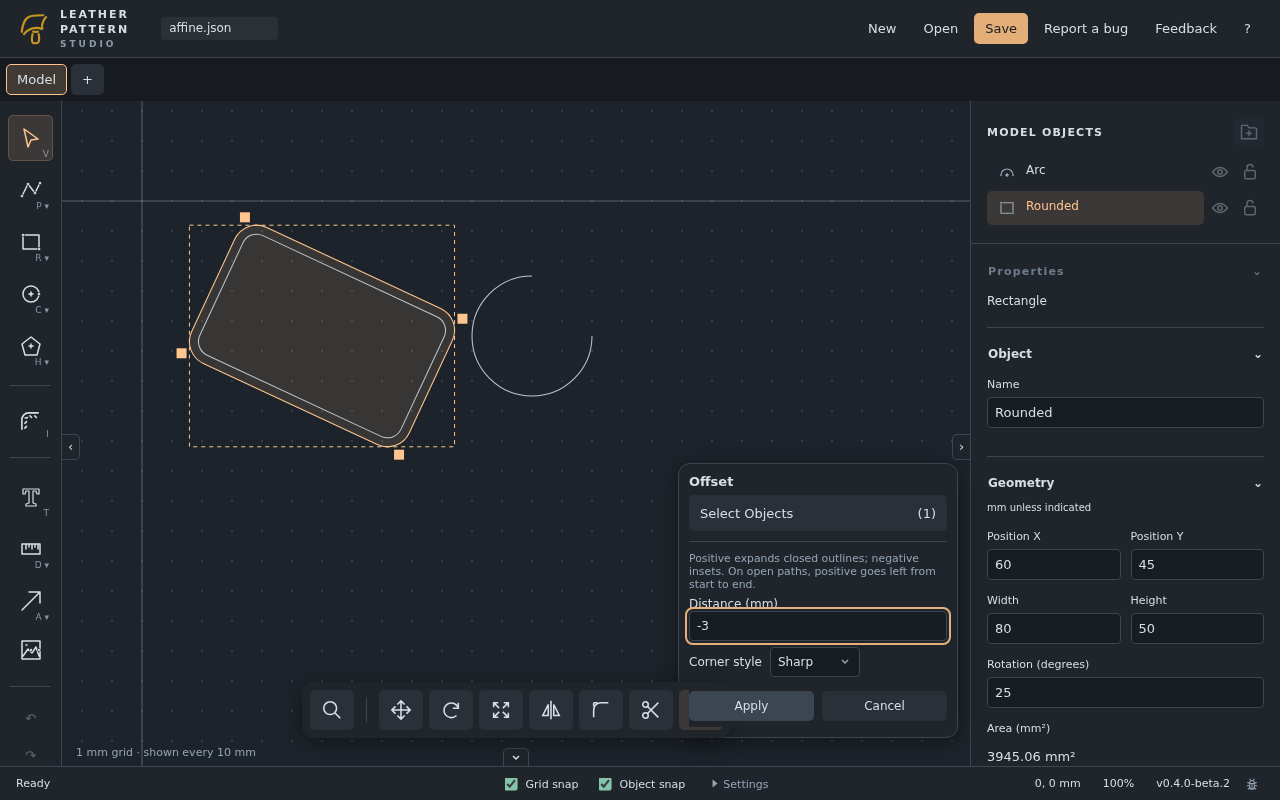 LEATHER
PATTERN
STUDIO
affine.json
New
Open
Save
Report a bug
Feedback
?
Model
+
V
P ▾
R ▾
C ▾
H ▾
I
T
D ▾
A ▾
MODEL OBJECTS
Arc
Rounded
Properties
Rectangle
Object
Name
Rounded
Geometry
mm unless indicated
Position X
Position Y
60
45
Width
Height
80
50
Rotation (degrees)
25
Area (mm²)
3945.06 mm²
Offset
Select Objects (1)
Positive expands closed outlines; negative
insets. On open paths, positive goes left from
start to end.
Distance (mm)
-3
Corner style Sharp
Apply
Cancel
1 mm grid · shown every 10 mm
Ready
Grid snap
Object snap
Settings
0, 0 mm
100%
v0.4.0-beta.2